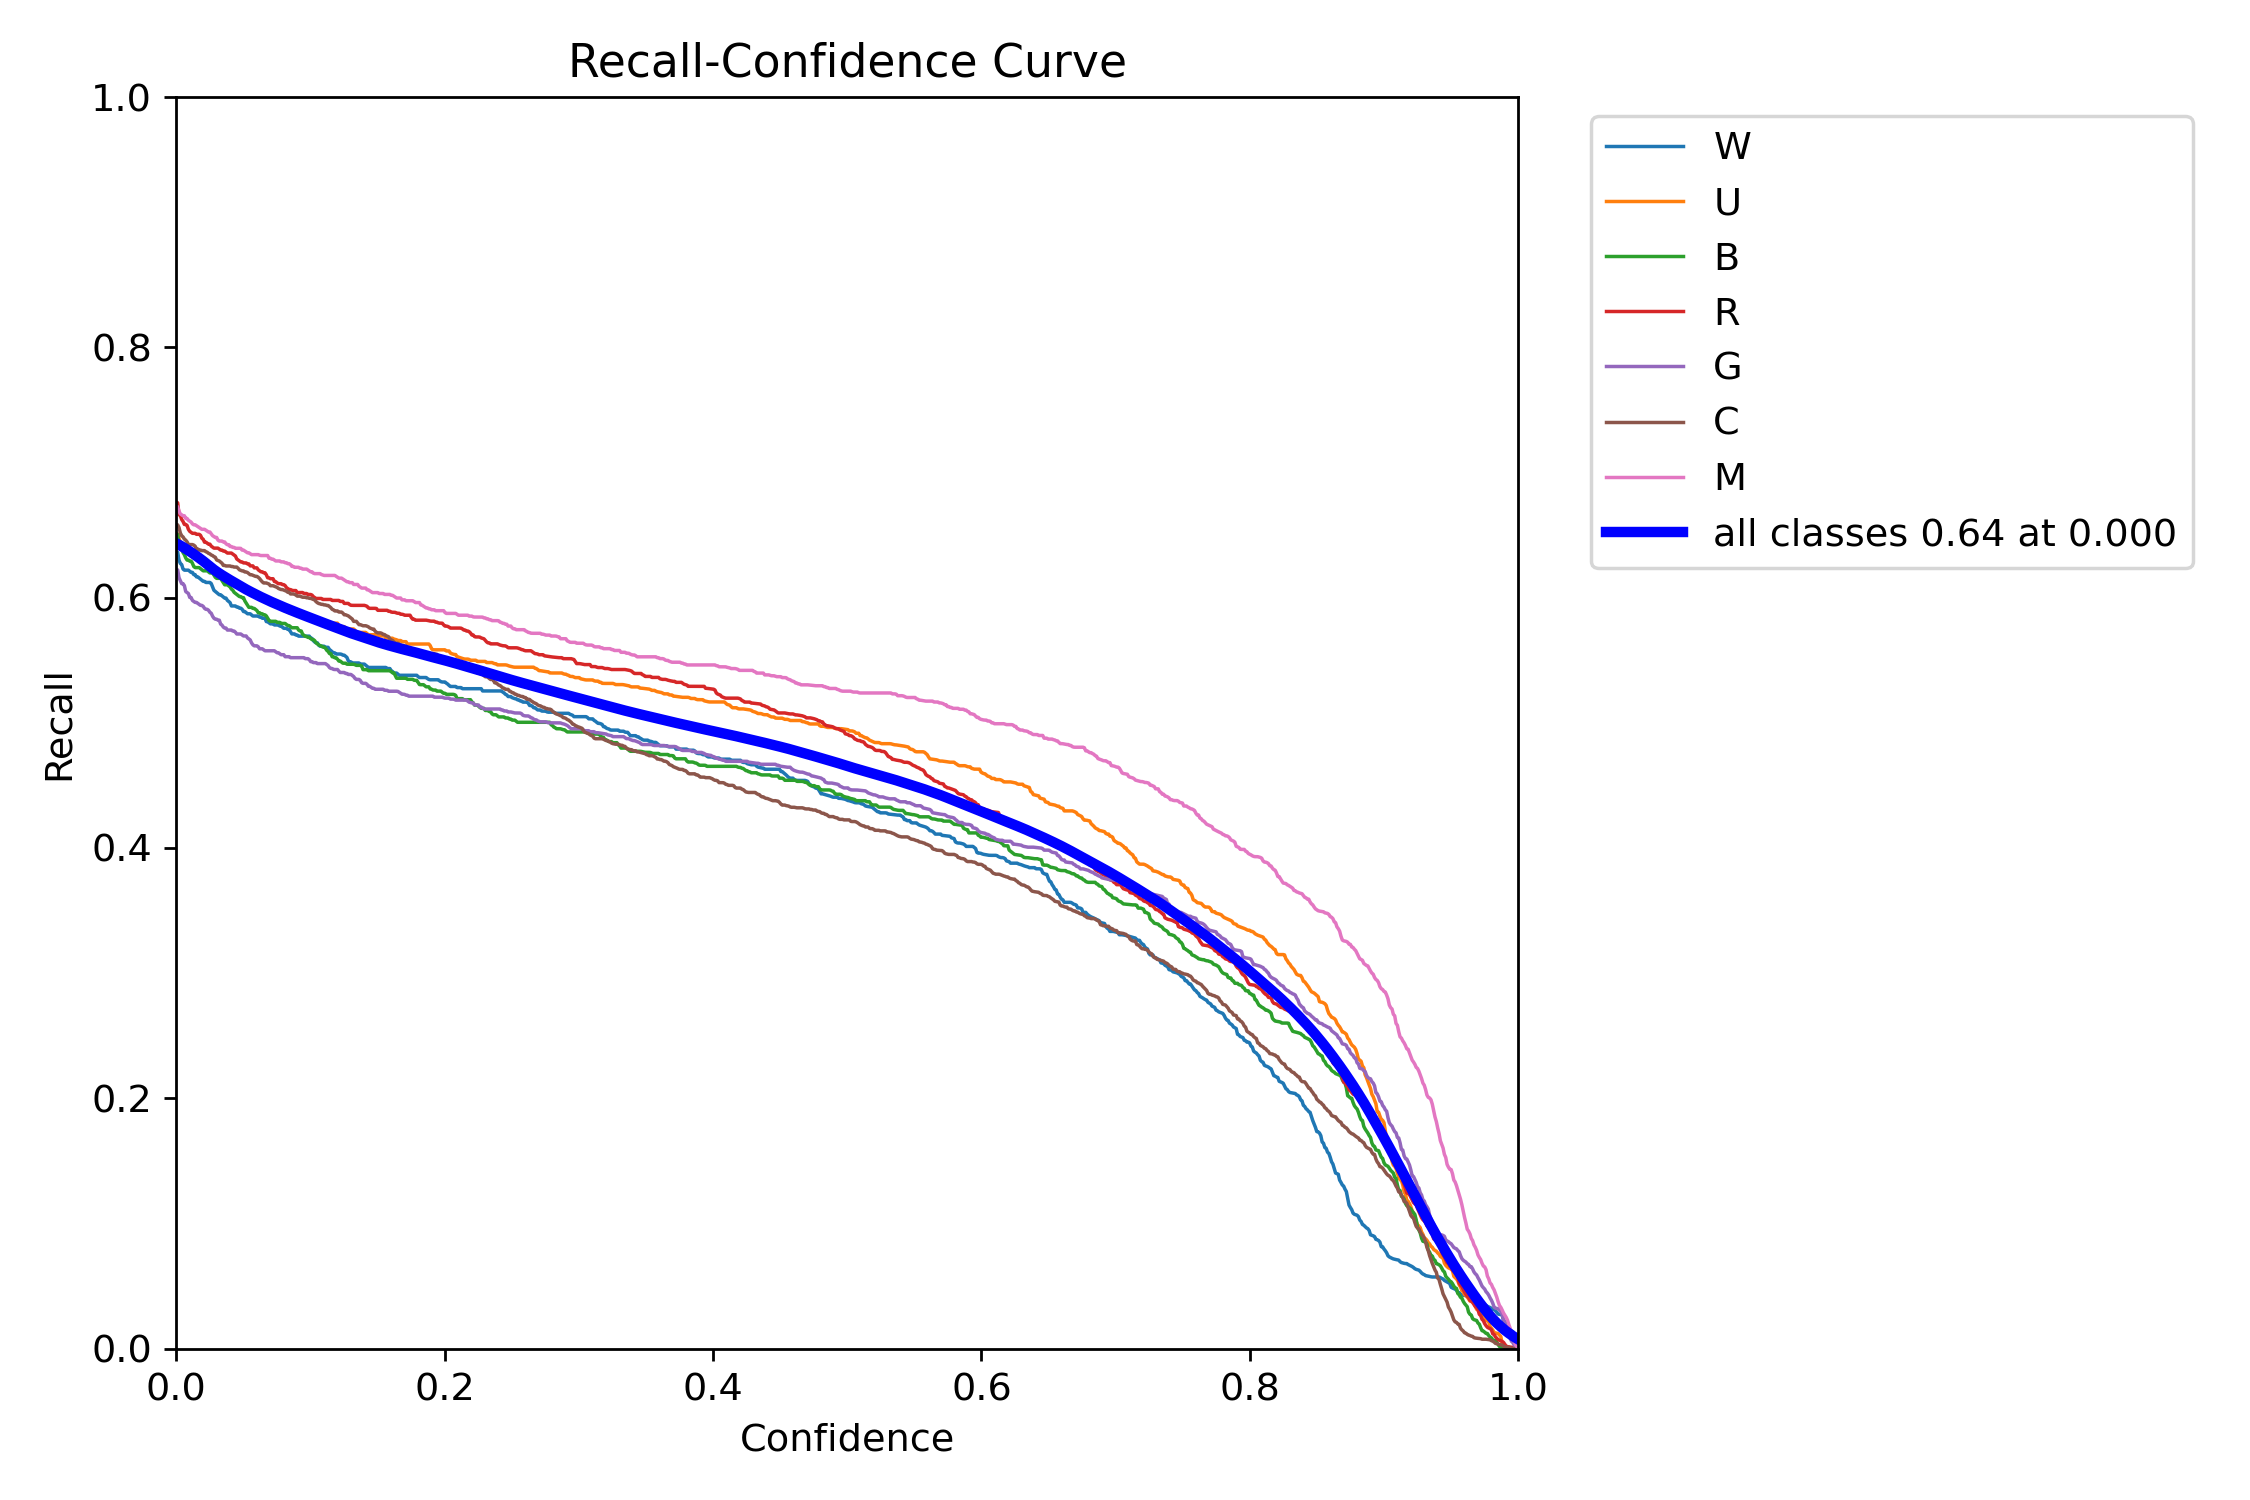 Recall-Confidence Curve
1.0
0.8
0.6
0.4
0.2
0.0
Recall
0.0 0.2 0.4 0.6 0.8 1.0
Confidence
W
U
B
R
G
C
M
all classes 0.64 at 0.000